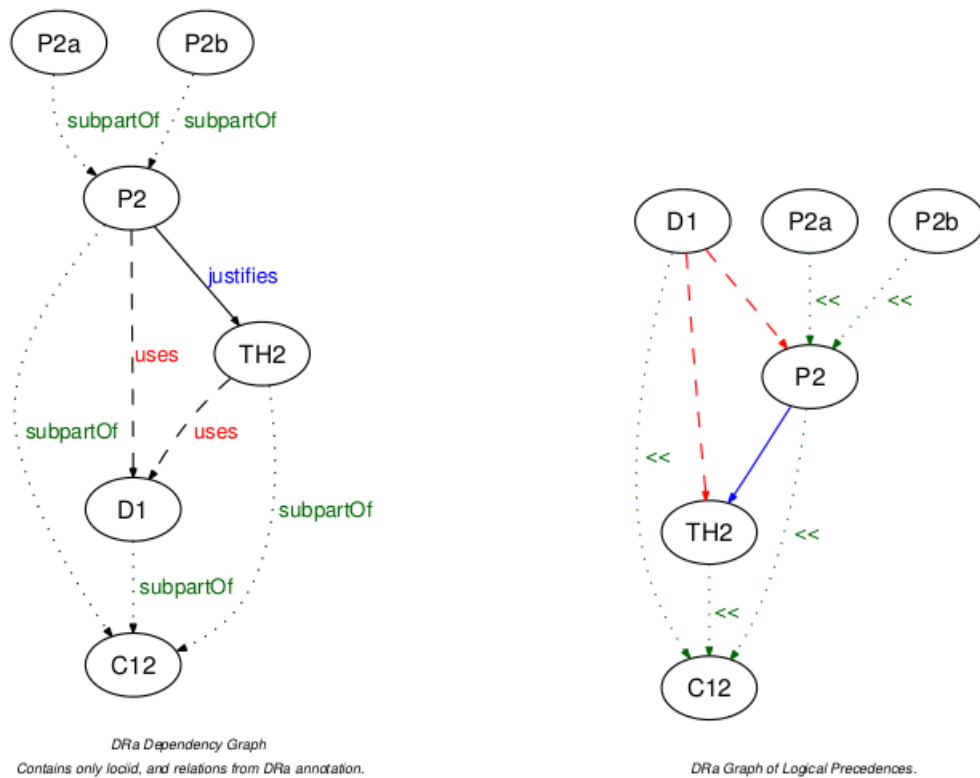 P2a
P2b
subpartOf
subpartOf
P2
justifies
TH2
uses
uses
subpartOf
D1
subpartOf
subpartOf
C12
DRa Dependency Graph
Contains only lociid, and relations from DRa annotation.
D1
P2a
P2b
<<
<<
P2
<<
TH2
<<
<<
C12
DRa Graph of Logical Precedences.